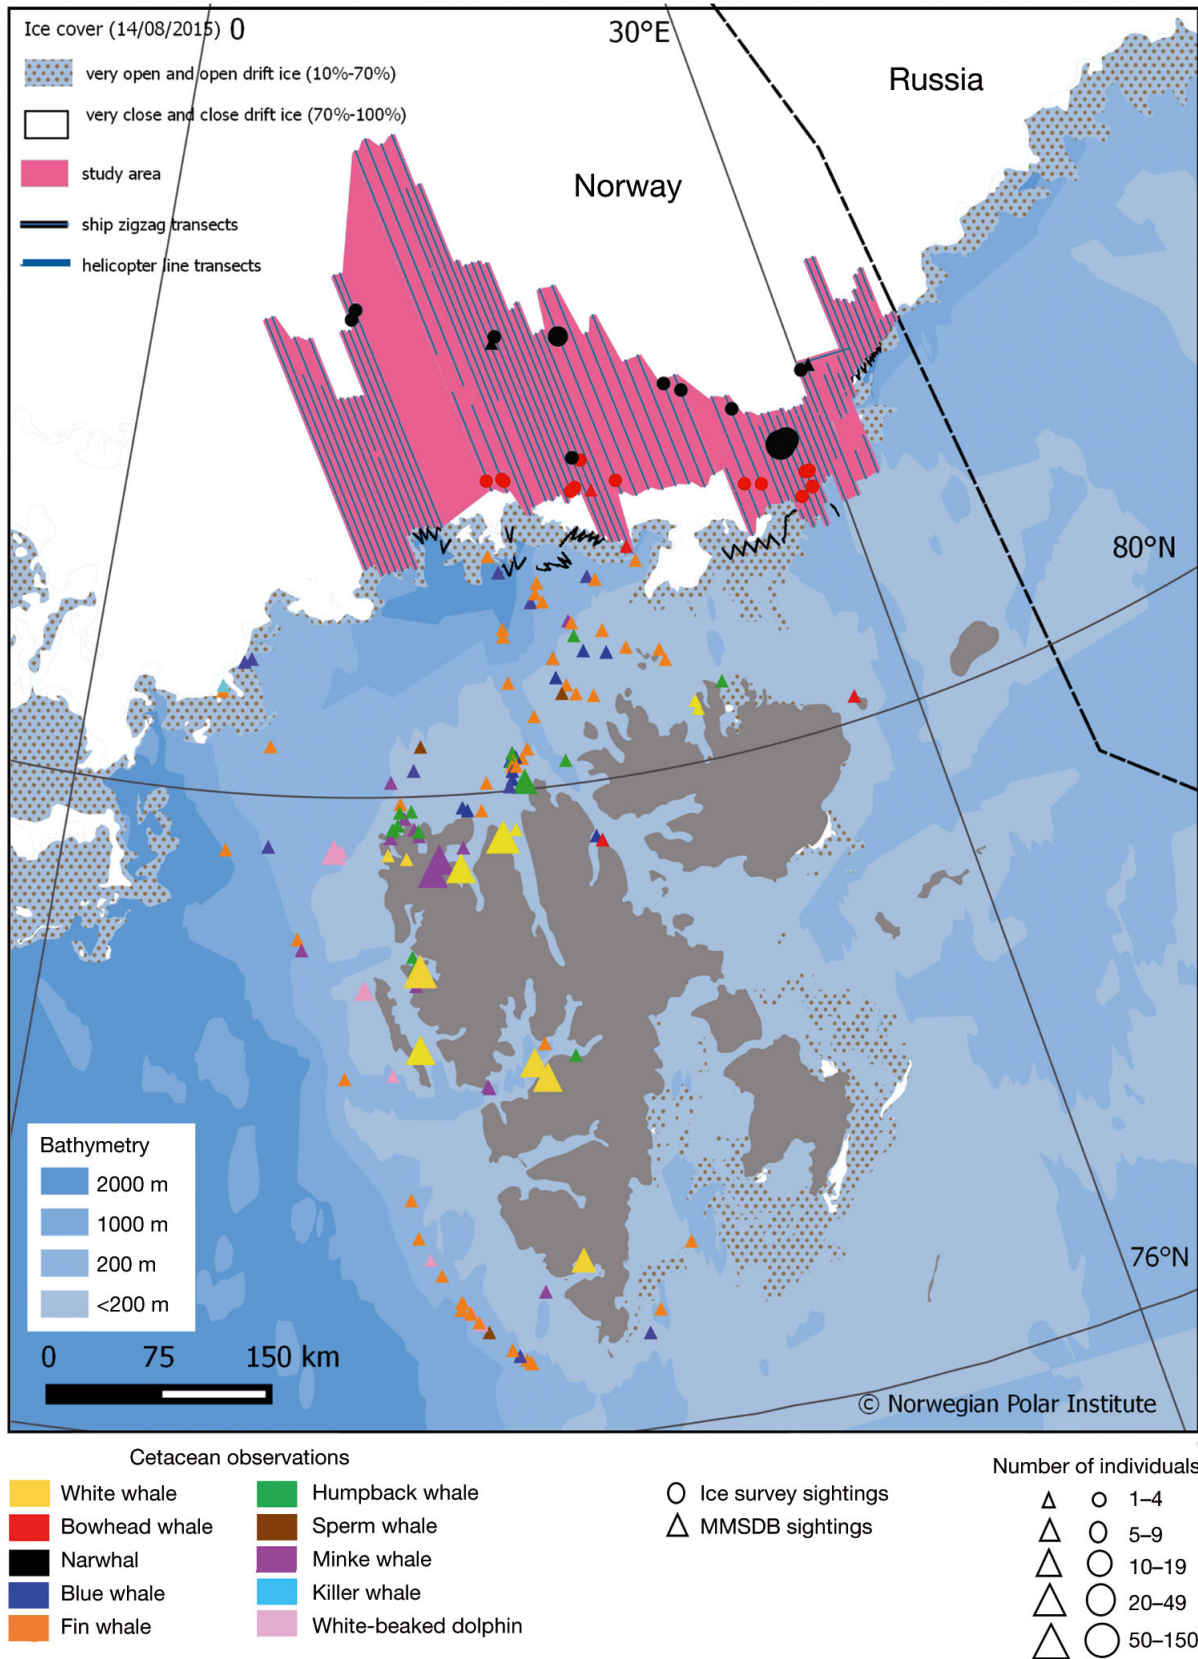 Ice cover (14/08/2015) 0
30°E
very open and open drift ice (10%-70%)
Russia
very close and close drift ice (70%-100%)
study area
Norway
ship zigzag transects
helicopter line transects
80°N
Bathymetry
2000 m
1000 m
200 m
<200 m
76°N
0 75 150 km
© Norwegian Polar Institute
Cetacean observations
White whale
Bowhead whale
Narwhal
Blue whale
Fin whale
Humpback whale
Sperm whale
Minke whale
Killer whale
White-beaked dolphin
Ice survey sightings
MMSDB sightings
Number of individuals
1–4
5–9
10–19
20–49
50–150